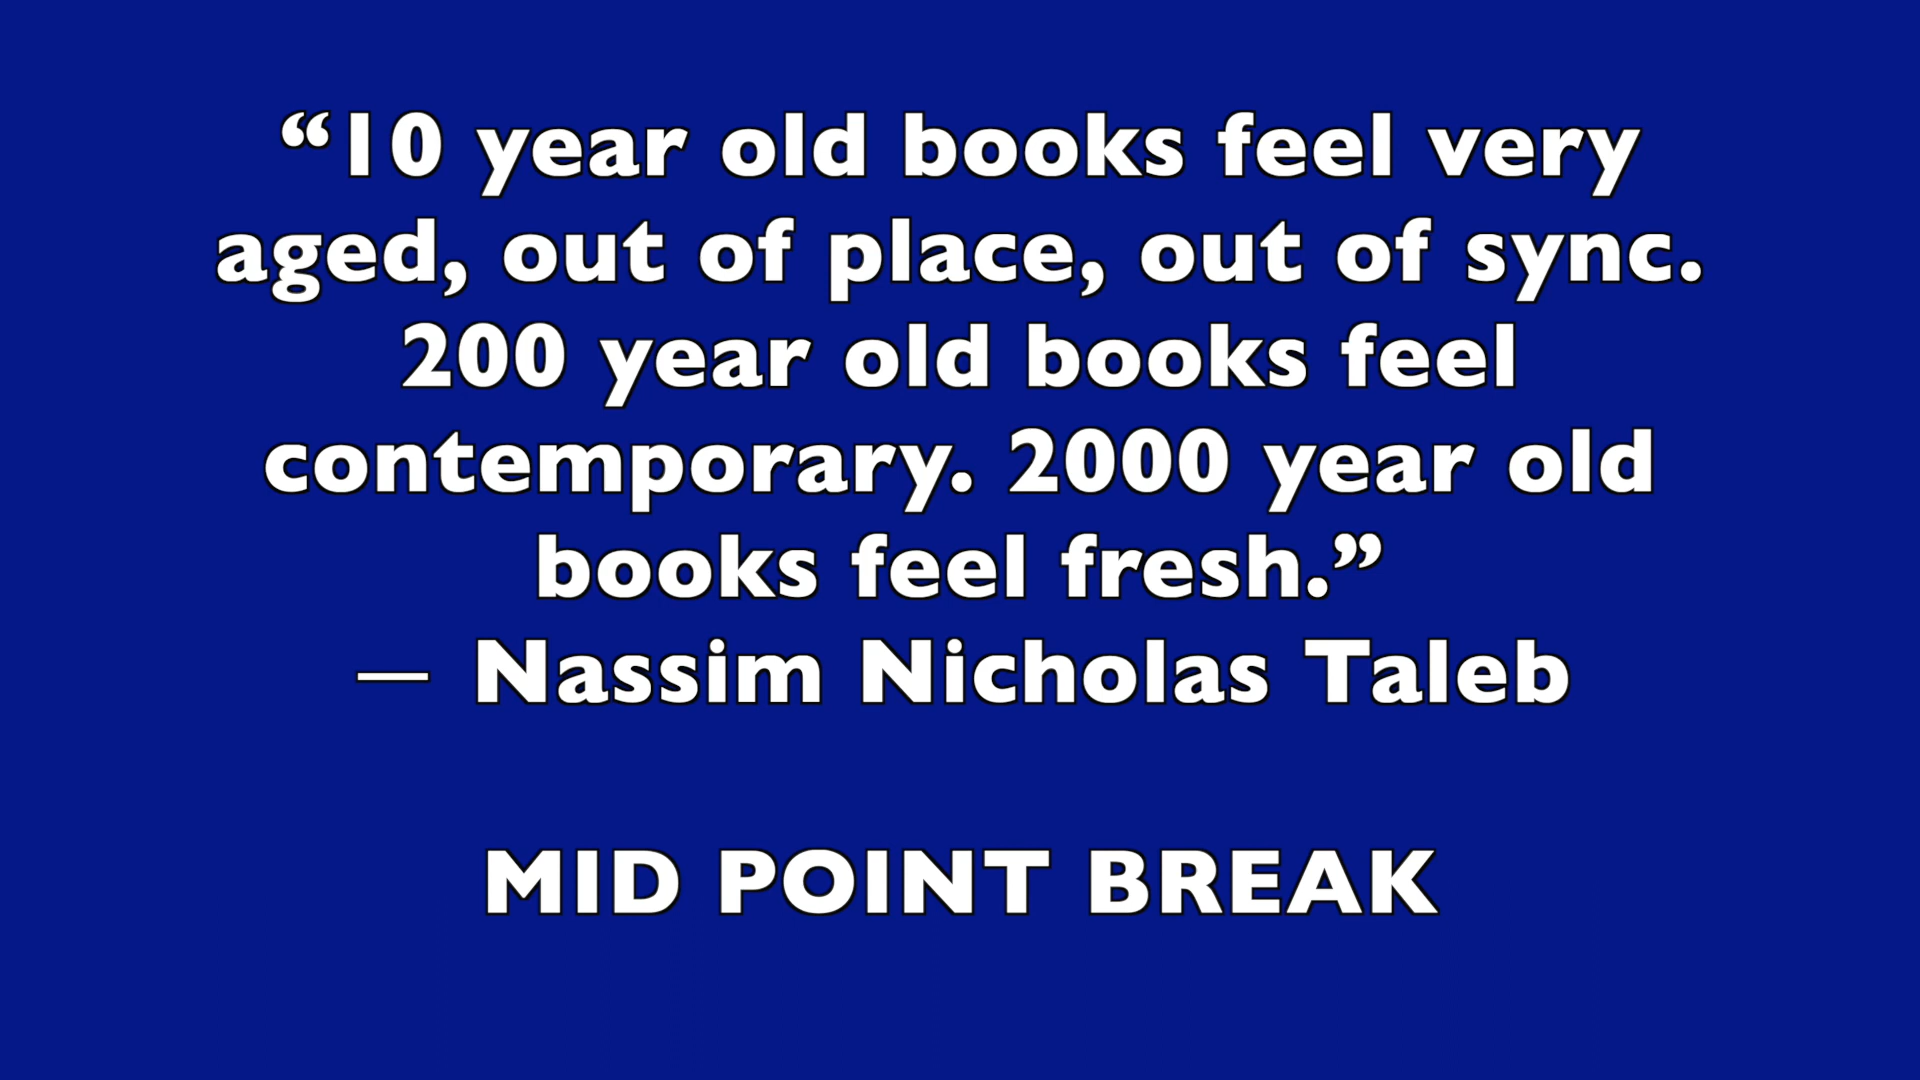 “10 year old books feel very
aged, out of place, out of sync.
200 year old books feel
contemporary. 2000 year old
books feel fresh.”
— Nassim Nicholas Taleb
MID POINT BREAK